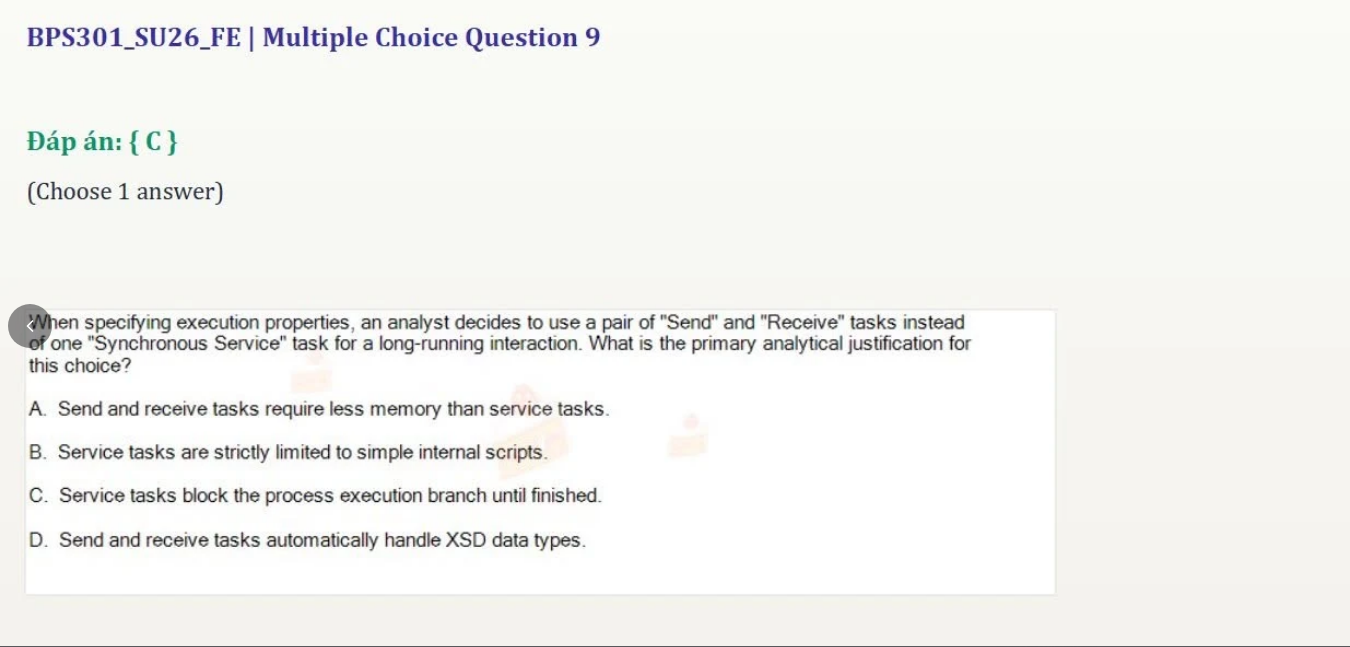 BPS301_SU26_FE | Multiple Choice Question 9
Đáp án: { C }
(Choose 1 answer)
When specifying execution properties, an analyst decides to use a pair of "Send" and "Receive" tasks instead
of one "Synchronous Service" task for a long-running interaction. What is the primary analytical justification for
this choice?
A. Send and receive tasks require less memory than service tasks.
B. Service tasks are strictly limited to simple internal scripts.
C. Service tasks block the process execution branch until finished.
D. Send and receive tasks automatically handle XSD data types.